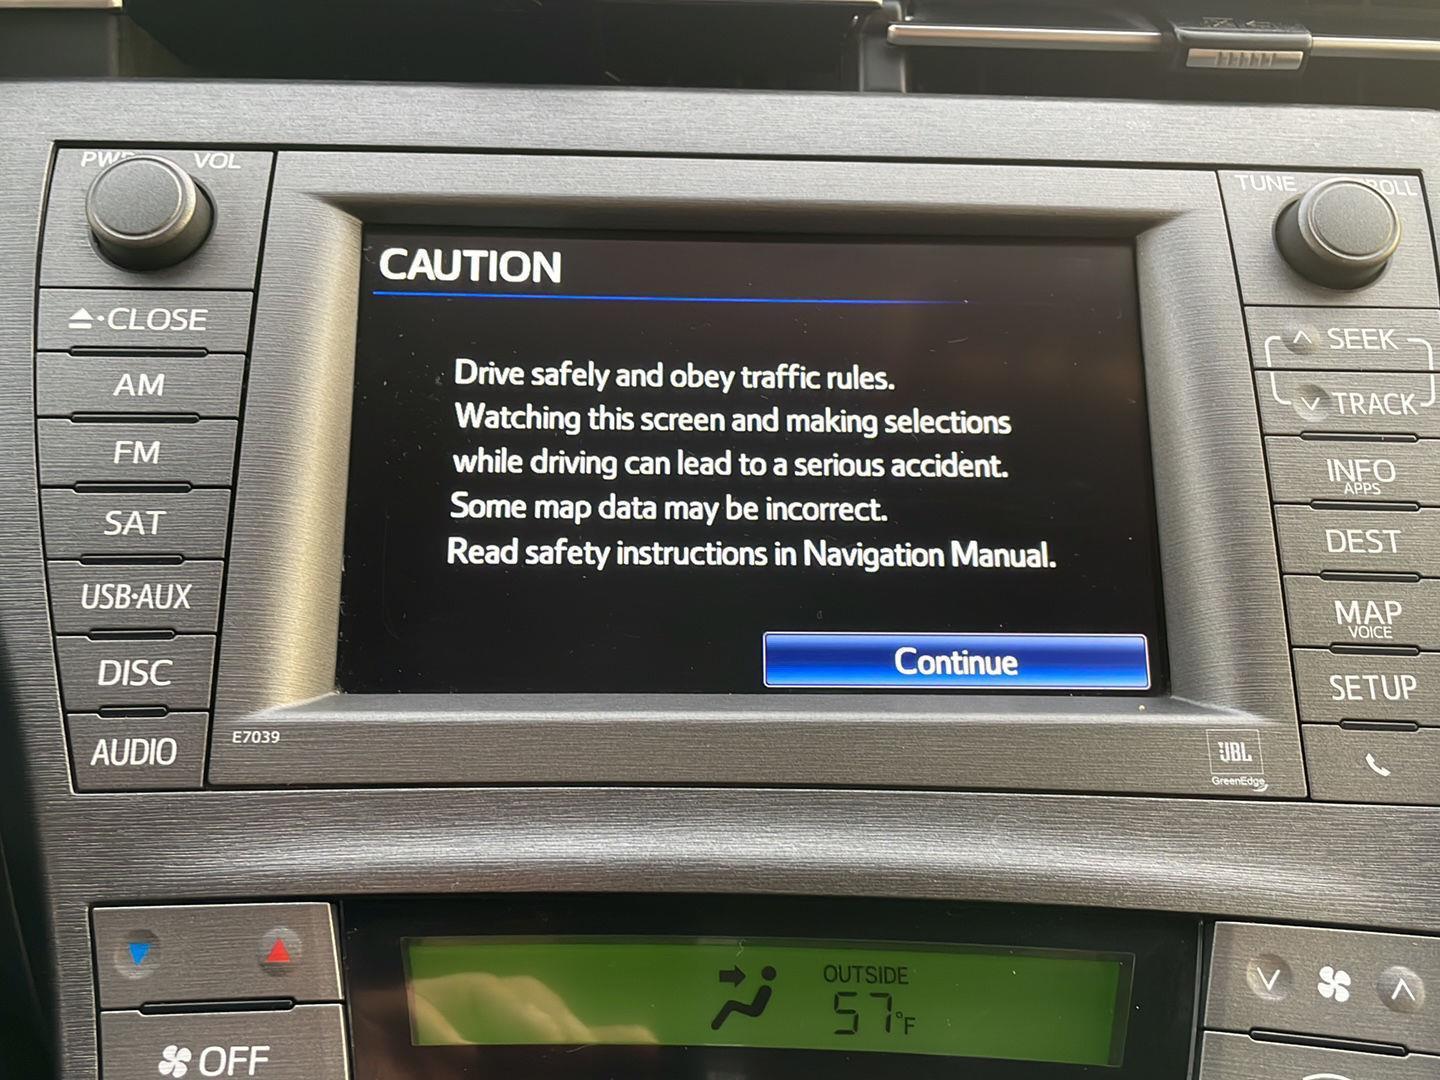 PWR VOL
TUNE SCROLL
CAUTION
CLOSE
AM
FM
SAT
USB·AUX
DISC
AUDIO
Drive safely and obey traffic rules.
Watching this screen and making selections
while driving can lead to a serious accident.
Some map data may be incorrect.
Read safety instructions in Navigation Manual.
Continue
SEEK
TRACK
INFO
APPS
DEST
MAP
VOICE
SETUP
E7039
JBL
GreenEdge
OUTSIDE
57°F
OFF